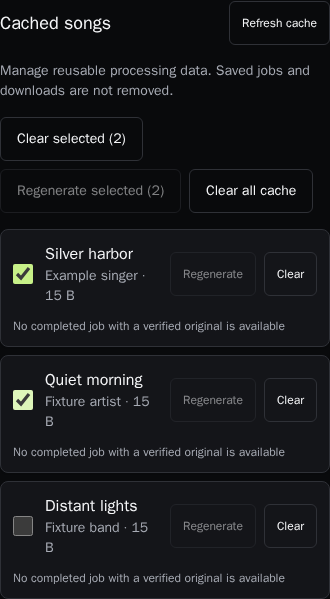 Cached songs
Refresh cache
Manage reusable processing data. Saved jobs and
downloads are not removed.
Clear selected (2)
Regenerate selected (2)
Clear all cache
Silver harbor
Example singer ·
15 B
Regenerate
Clear
No completed job with a verified original is available
Quiet morning
Fixture artist · 15
B
Regenerate
Clear
No completed job with a verified original is available
Distant lights
Fixture band · 15
B
Regenerate
Clear
No completed job with a verified original is available